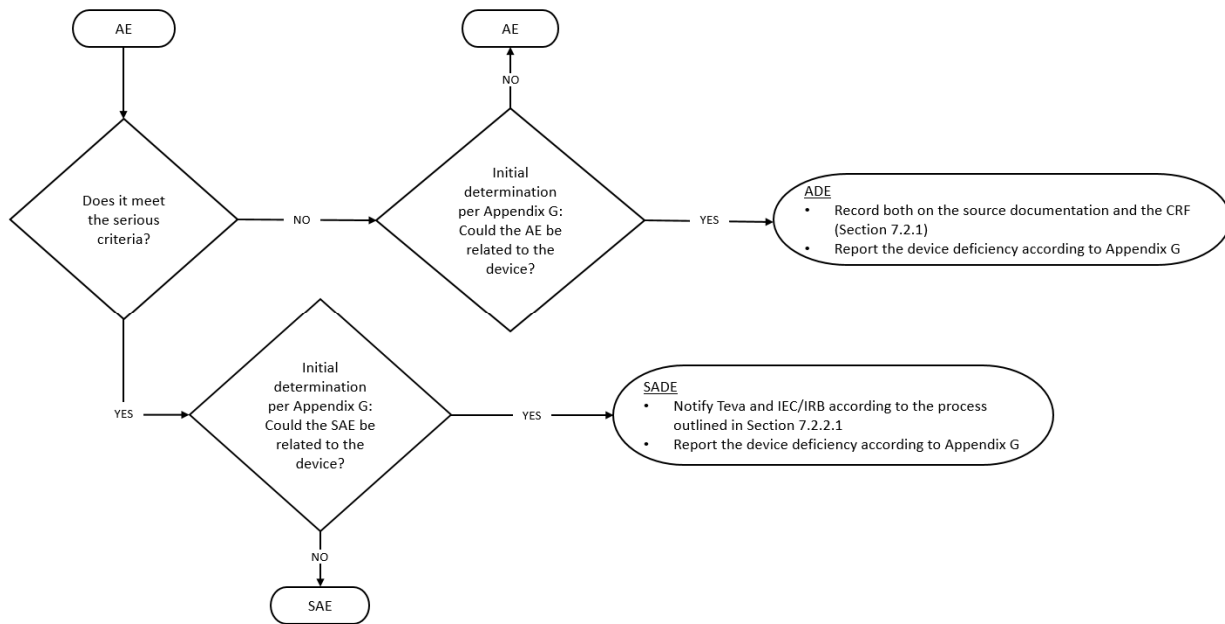 AE
AE
NO
Does it meet
the serious
criteria?
NO
Initial
determination
per Appendix G:
Could the AE be
related to the
device?
YES
ADE
• Record both on the source documentation and the CRF
(Section 7.2.1)
• Report the device deficiency according to Appendix G
YES
Initial
determination
per Appendix G:
Could the SAE be
related to the
device?
YES
SADE
• Notify Teva and IEC/IRB according to the process
outlined in Section 7.2.2.1
• Report the device deficiency according to Appendix G
NO
SAE